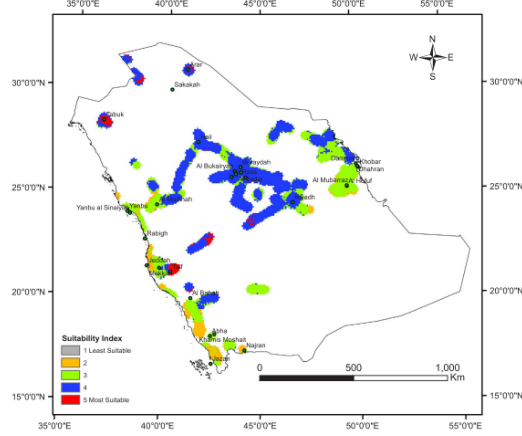 35°0'0"E 40°0'0"E 45°0'0"E 50°0'0"E 55°0'0"E
N
W E
S
30°0'0"N 30°0'0"N
Arar
Sakakah
Tabuk
Hail
Buraydah
Al Bukairyah
Khobar
Dhahran
Al Mubarraz
Al Hofuf
25°0'0"N 25°0'0"N
Yanbu al Sinaiyah
Yanbu
Rabigh
Jeddah
Taif
20°0'0"N 20°0'0"N
Al Bahah
Abha
Khamis Moshait
Najran
Jazan
Suitability Index
1 Least Suitable
2
3
4
5 Most Suitable
0 500 1,000
Km
15°0'0"N 15°0'0"N
35°0'0"E 40°0'0"E 45°0'0"E 50°0'0"E 55°0'0"E